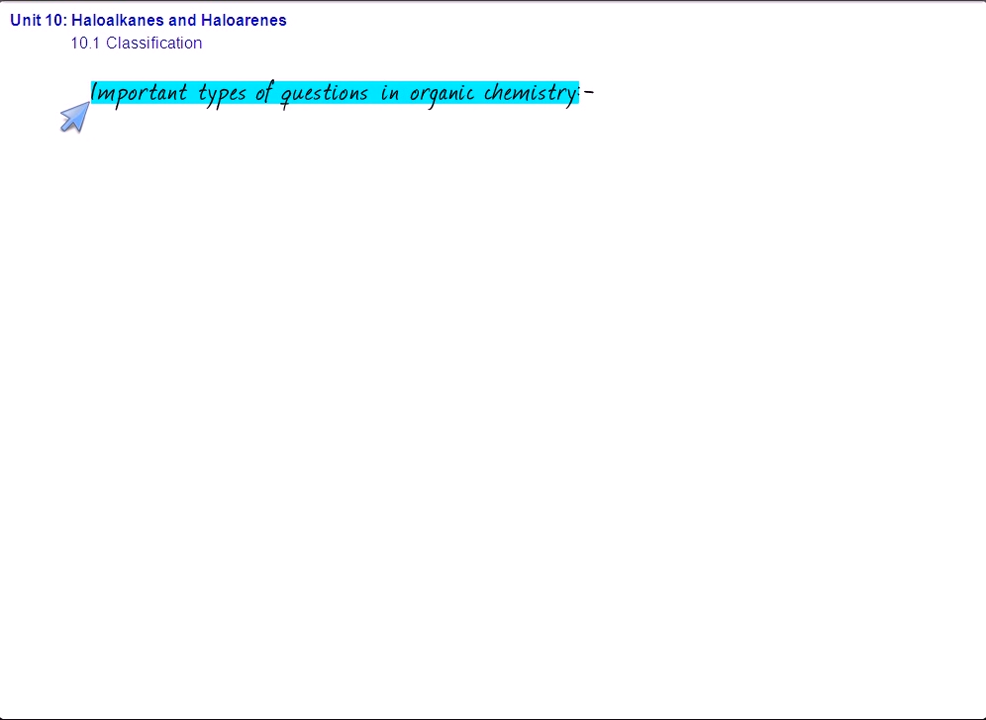 Unit 10: Haloalkanes and Haloarenes
10.1 Classification
Important types of questions in organic chemistry:-